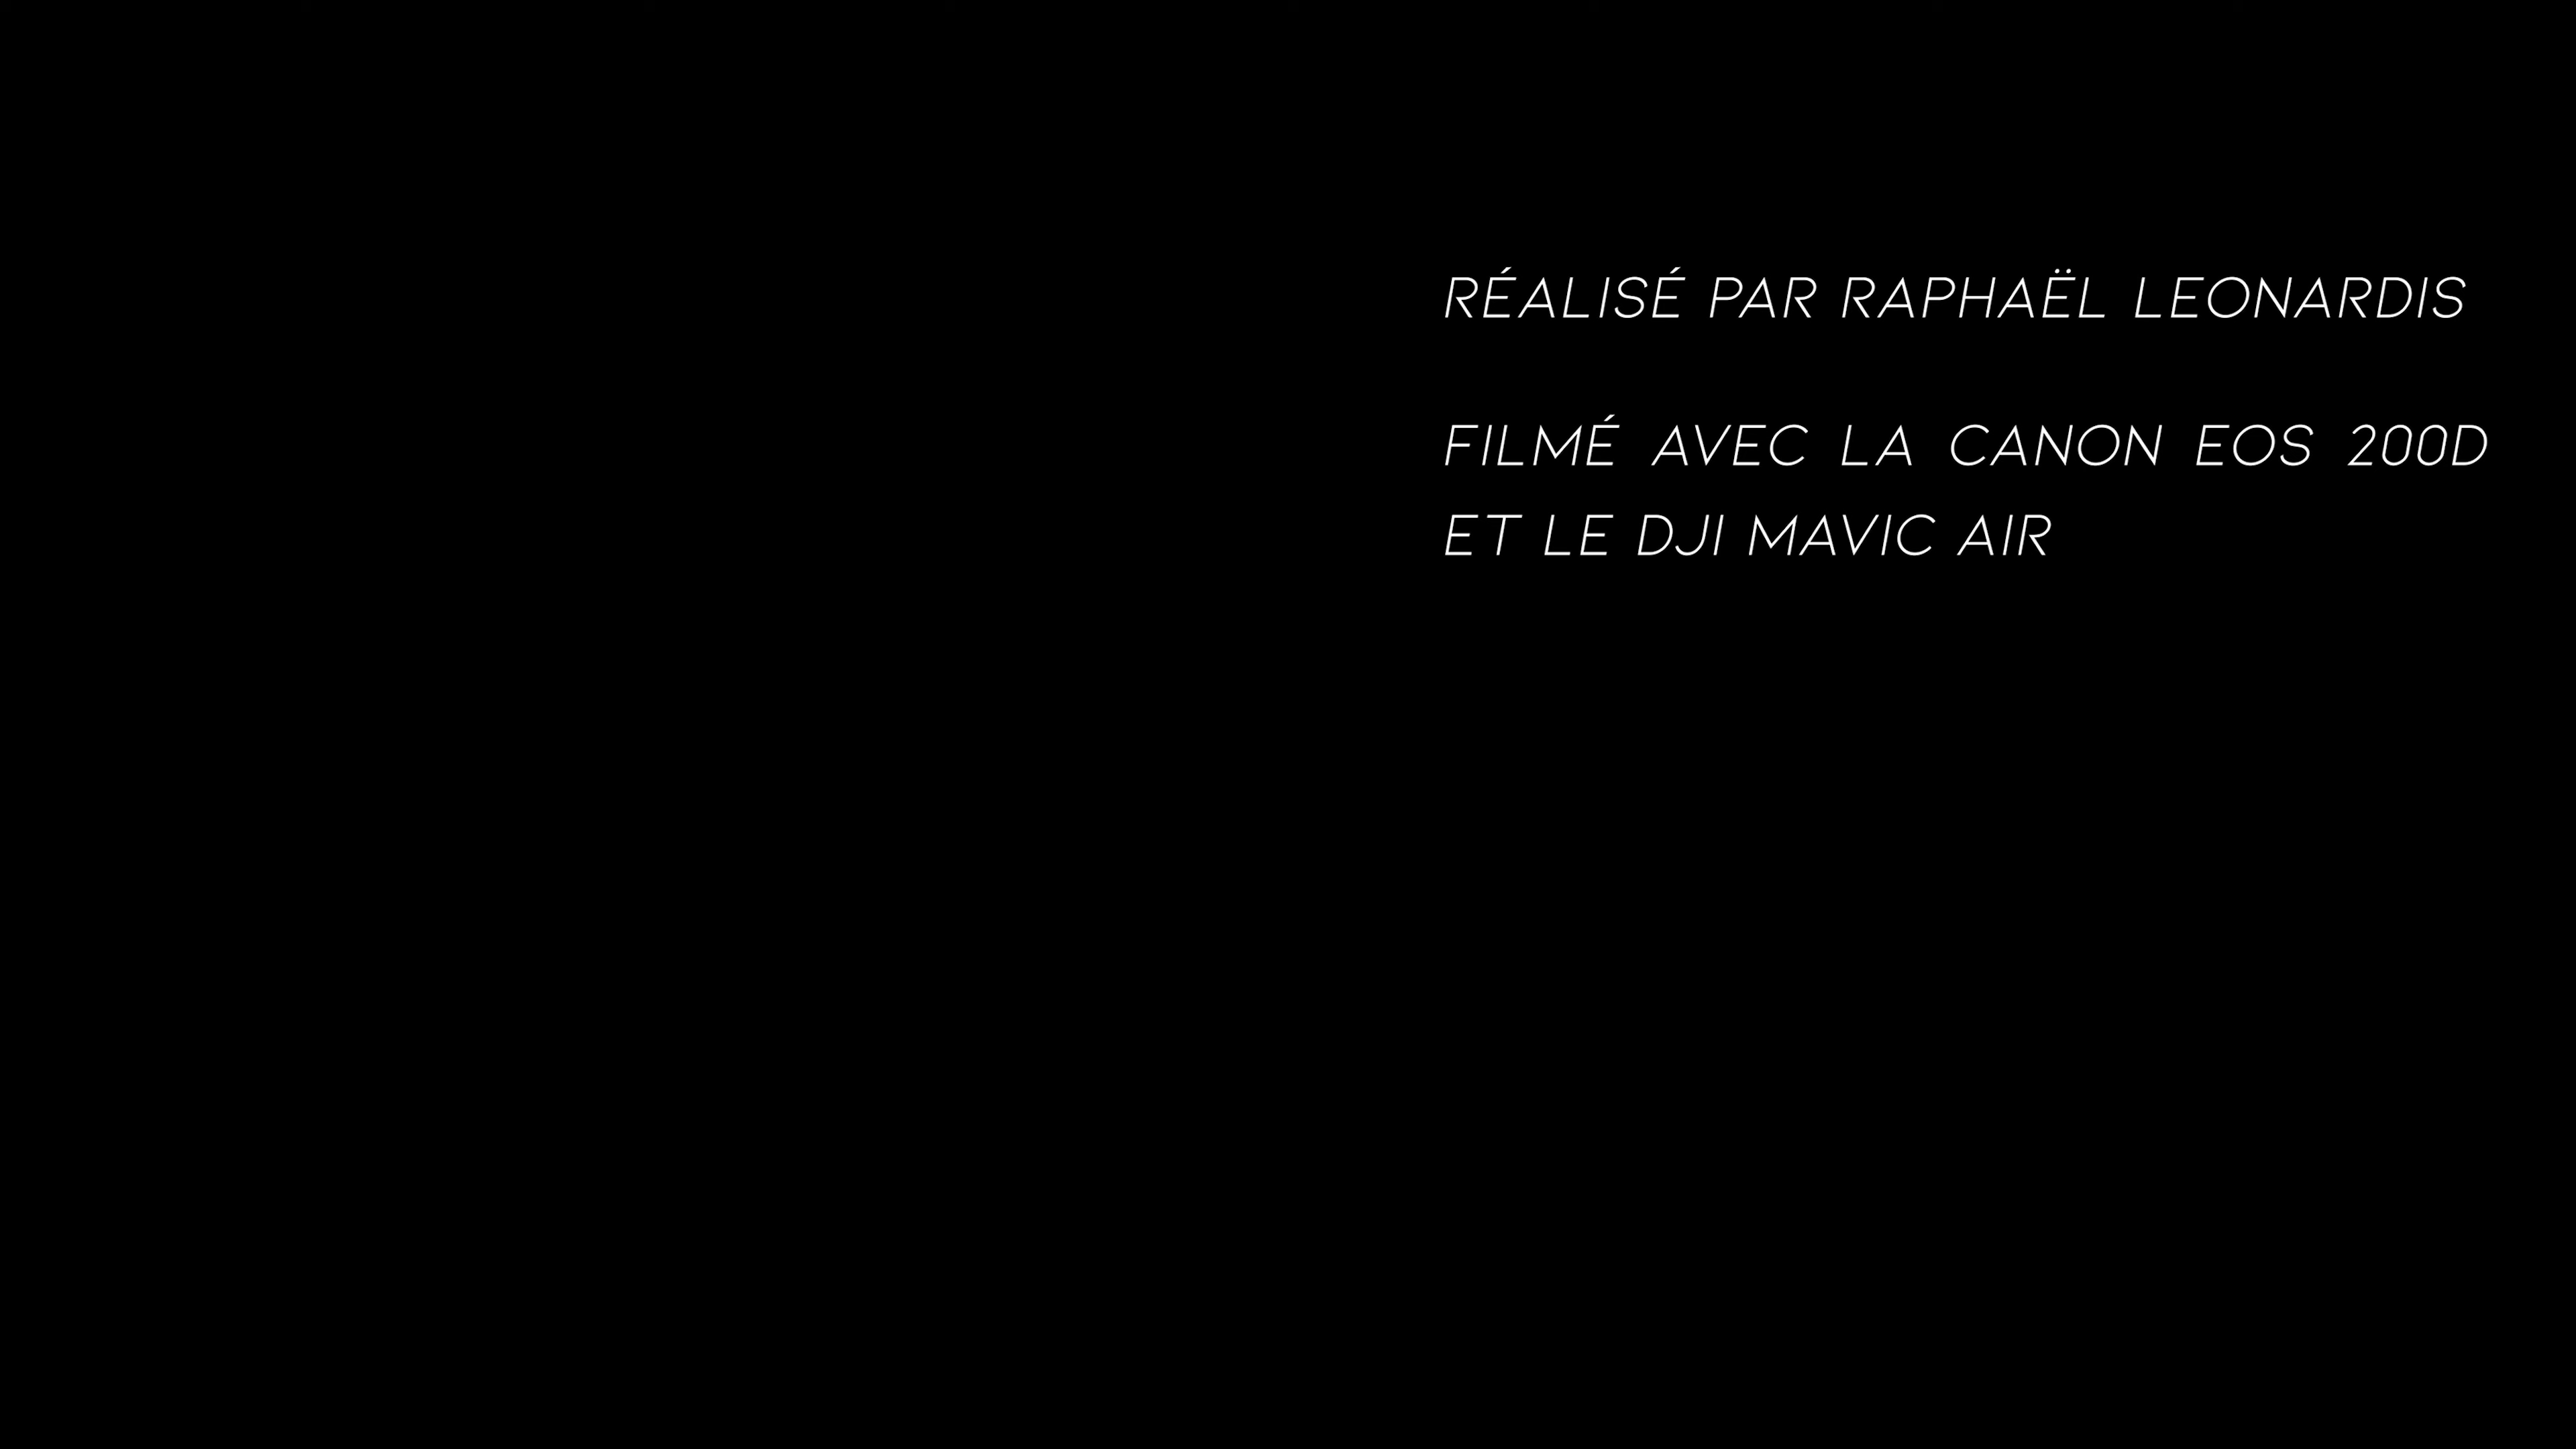 RÉALISÉ PAR RAPHAËL LEONARDIS
FILMÉ AVEC LA CANON EOS 200D
ET LE DJI MAVIC AIR